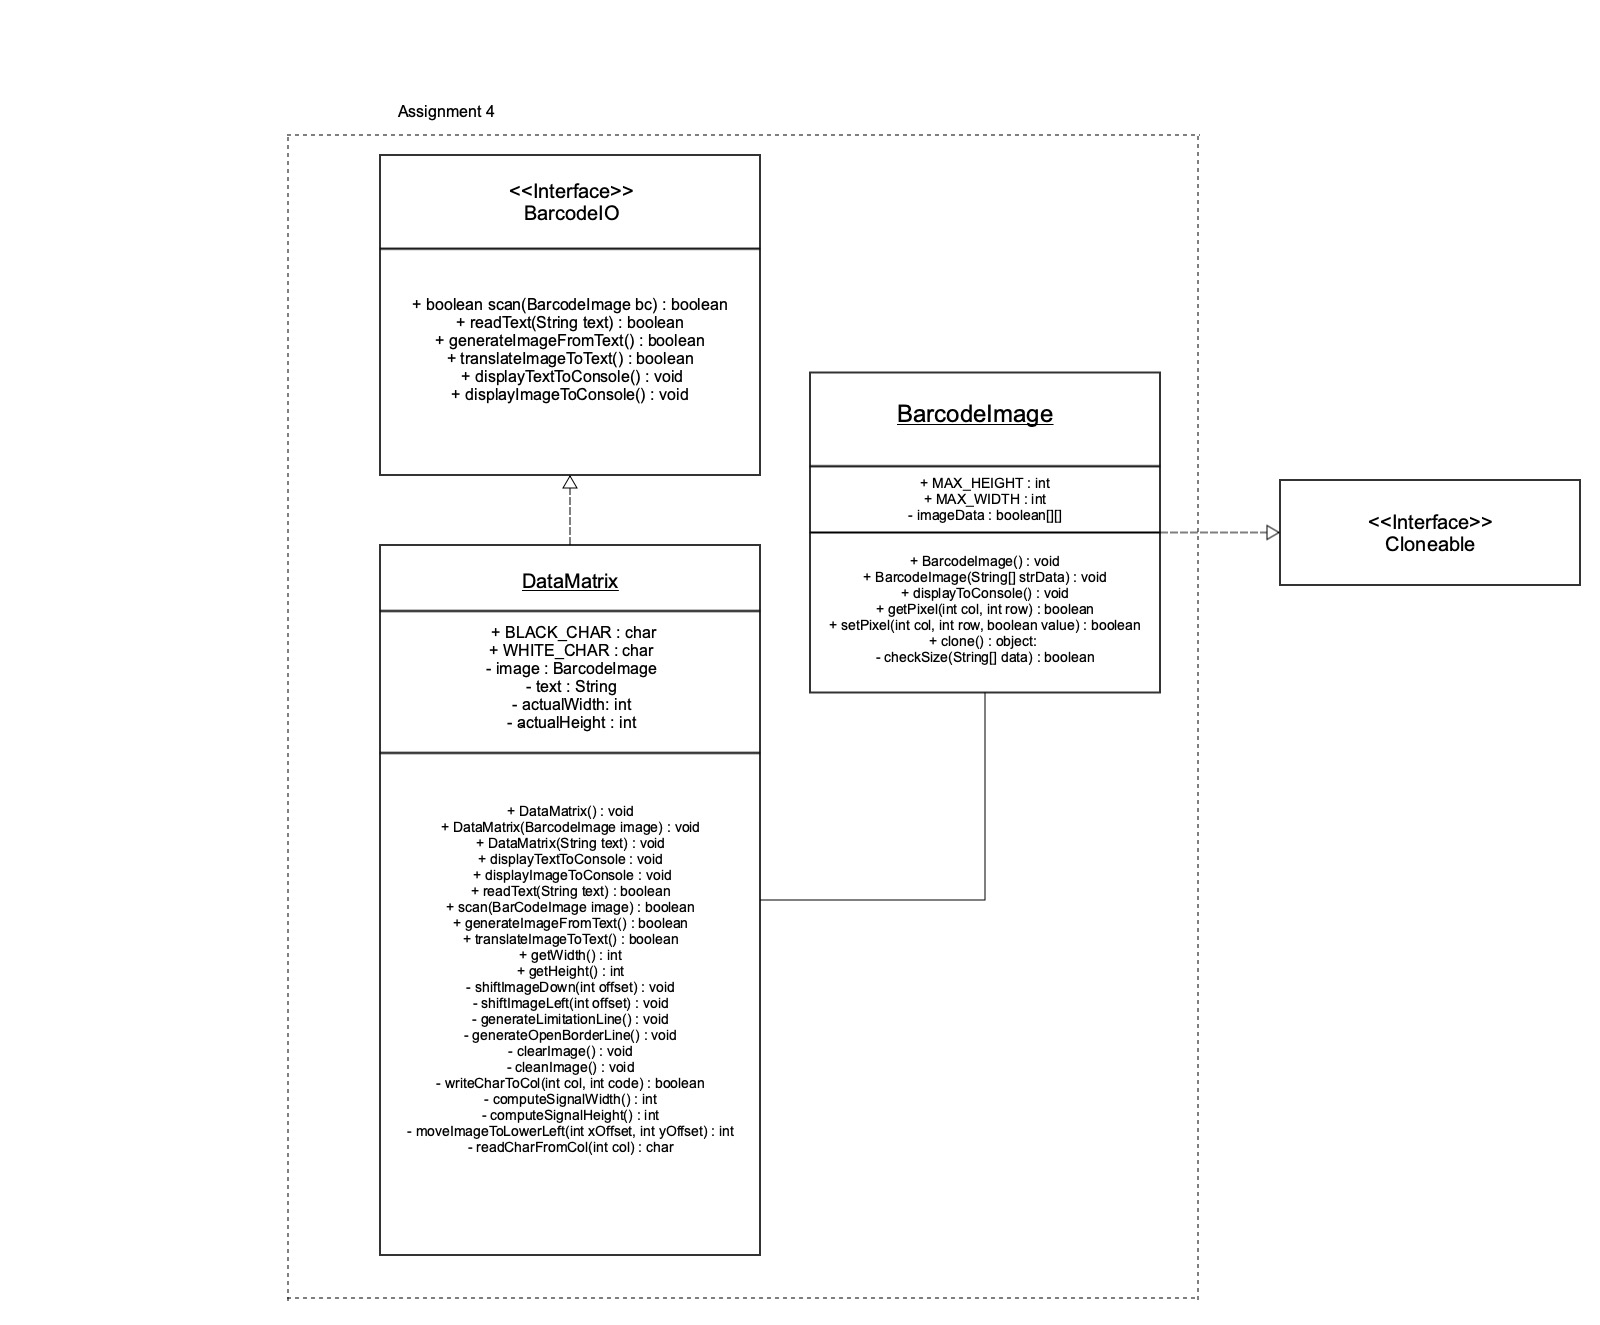 Assignment 4
<<Interface>>
BarcodeIO
+ boolean scan(BarcodeImage bc) : boolean
+ readText(String text) : boolean
+ generateImageFromText() : boolean
+ translateImageToText() : boolean
+ displayTextToConsole() : void
+ displayImageToConsole() : void
DataMatrix
+ BLACK_CHAR : char
+ WHITE_CHAR : char
- image : BarcodeImage
- text : String
- actualWidth: int
- actualHeight : int
+ DataMatrix() : void
+ DataMatrix(BarcodeImage image) : void
+ DataMatrix(String text) : void
+ displayTextToConsole : void
+ displayImageToConsole : void
+ readText(String text) : boolean
+ scan(BarCodeImage image) : boolean
+ generateImageFromText() : boolean
+ translateImageToText() : boolean
+ getWidth() : int
+ getHeight() : int
- shiftImageDown(int offset) : void
- shiftImageLeft(int offset) : void
- generateLimitationLine() : void
- generateOpenBorderLine() : void
- clearImage() : void
- cleanImage() : void
- writeCharToCol(int col, int code) : boolean
- computeSignalWidth() : int
- computeSignalHeight() : int
- moveImageToLowerLeft(int xOffset, int yOffset) : int
- readCharFromCol(int col) : char
BarcodeImage
+ MAX_HEIGHT : int
+ MAX_WIDTH : int
- imageData : boolean[][]
+ BarcodeImage() : void
+ BarcodeImage(String[] strData) : void
+ displayToConsole() : void
+ getPixel(int col, int row) : boolean
+ setPixel(int col, int row, boolean value) : boolean
+ clone() : object:
- checkSize(String[] data) : boolean
<<Interface>>
Cloneable